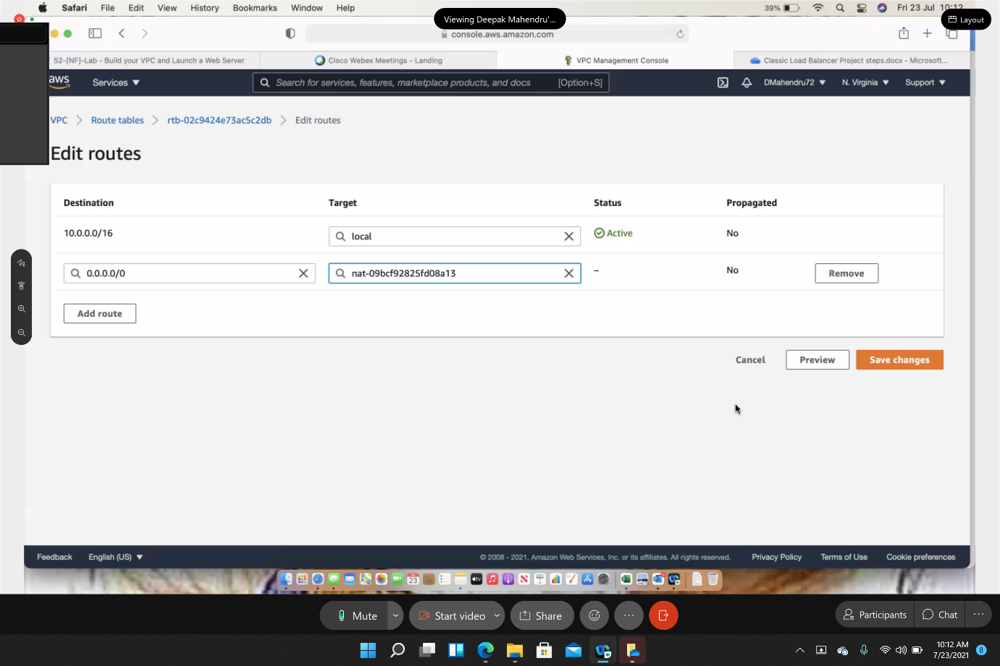 Safari File Edit View History Bookmarks Window Help
Viewing Deepak Mahendru'...
39% Fri 23 Jul 10:12
Layout
console.aws.amazon.com
52-[NF]-Lab - Build your VPC and Launch a Web Server
Cisco Webex Meetings - Landing
VPC Management Console
Classic Load Balancer Project steps.docx - Microsoft...
aws
Services ▼
Search for services, features, marketplace products, and docs [Option+S]
DMahendru72 ▼ N. Virginia ▼ Support ▼
VPC > Route tables > rtb-02c9424e73ac5c2db > Edit routes
Edit routes
Destination Target Status Propagated
10.0.0.0/16 local Active No
0.0.0.0/0 nat-09bcf92825fd08a13 – No Remove
Add route
Cancel Preview Save changes
Feedback English (US) ▼
© 2008 - 2021, Amazon Web Services, Inc. or its affiliates. All rights reserved. Privacy Policy Terms of Use Cookie preferences
23
tv
Mute Start video Share Participants Chat
10:12 AM
7/23/2021
8